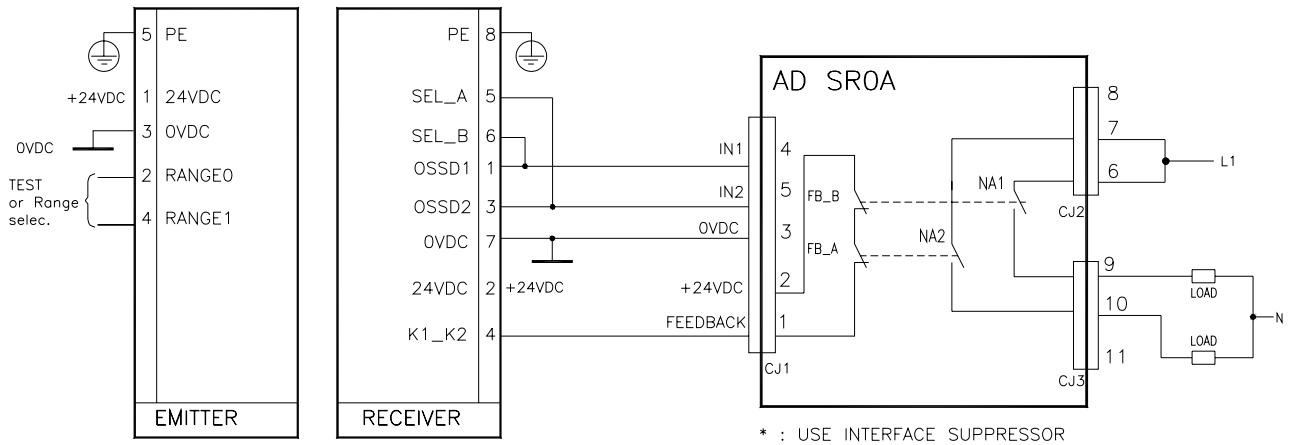 5 PE
+24VDC 1 24VDC
3 0VDC
0VDC
2 RANGE0
TEST
or Range
selec.
4 RANGE1
EMITTER
PE 8
SEL_A 5
SEL_B 6
OSSD1 1
OSSD2 3
0VDC 7
24VDC 2 +24VDC
K1_K2 4
RECEIVER
IN1
IN2
0VDC
+24VDC
FEEDBACK
AD SR0A
4
5
3
2
1
CJ1
FB_B
FB_A
NA1
NA2
8
7
6
CJ2
L1
9
10
11
CJ3
LOAD
LOAD
N
* : USE INTERFACE SUPPRESSOR